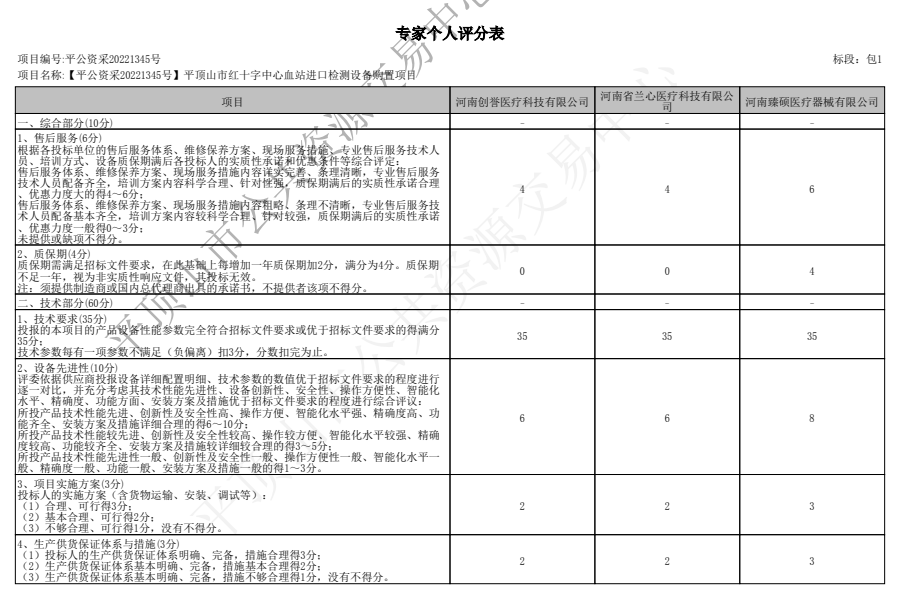 专家个人评分表
项目编号:平公资采20221345号
标段：包1
项目名称:【平公资采20221345号】平顶山市红十字中心血站进口检测设备购置项目
项目
河南创誉医疗科技有限公司
河南省兰心医疗科技有限公
司
河南臻硕医疗器械有限公司
一、综合部分(10分)
-
-
-
1、售后服务(6分)
根据各投标单位的售后服务体系、维修保养方案、现场服务措施、专业售后服务技术人
员、培训方式、设备质保期满后各投标人的实质性承诺和优惠条件等综合评定：
售后服务体系、维修保养方案、现场服务措施内容详实完善、条理清晰，专业售后服务
技术人员配备齐全，培训方案内容科学合理、针对性强，质保期满后的实质性承诺合理
、优惠力度大的得4～6分；
售后服务体系、维修保养方案、现场服务措施内容粗略、条理不清晰，专业售后服务技
术人员配备基本齐全，培训方案内容较科学合理、针对较强，质保期满后的实质性承诺
、优惠力度一般得0～3分；
未提供或缺项不得分。
4
4
6
2、质保期(4分)
质保期需满足招标文件要求，在此基础上每增加一年质保期加2分，满分为4分。质保期
不足一年，视为非实质性响应文件，其投标无效。
注：须提供制造商或国内总代理商出具的承诺书，不提供者该项不得分。
0
0
4
二、技术部分(60分)
-
-
-
1、技术要求(35分)
投报的本项目的产品设备性能参数完全符合招标文件要求或优于招标文件要求的得满分
35分；
技术参数每有一项参数不满足（负偏离）扣3分，分数扣完为止。
35
35
35
2、设备先进性(10分)
评委依据供应商投报设备详细配置明细、技术参数的数值优于招标文件要求的程度进行
逐一对比，并充分考虑其技术性能先进性、设备创新性、安全性、操作方便性、智能化
水平、精确度、功能方面、安装方案及措施优于招标文件要求的程度进行综合评议：
所投产品技术性能先进、创新性及安全性高、操作方便、智能化水平强、精确度高、功
能齐全、安装方案及措施详细合理的得6～10分；
所投产品技术性能较先进、创新性及安全性较高、操作较方便、智能化水平较强、精确
度较高、功能较齐全、安装方案及措施较详细较合理的得3～5分；
所投产品技术性能先进性一般、创新性及安全性一般、操作方便性一般、智能化水平一
般、精确度一般、功能一般、安装方案及措施一般的得1～3分。
6
6
8
3、项目实施方案(3分)
投标人的实施方案（含货物运输、安装、调试等）：
（1）合理、可行得3分；
（2）基本合理、可行得2分；
（3）不够合理、可行得1分，没有不得分。
2
2
3
4、生产供货保证体系与措施(3分)
（1）投标人的生产供货保证体系明确、完备，措施合理得3分；
（2）生产供货保证体系基本明确、完备，措施基本合理得2分；
（3）生产供货保证体系基本明确、完备，措施不够合理得1分，没有不得分。
2
2
3
平顶山市公共资源交易中心
平顶山市公共资源交易中心